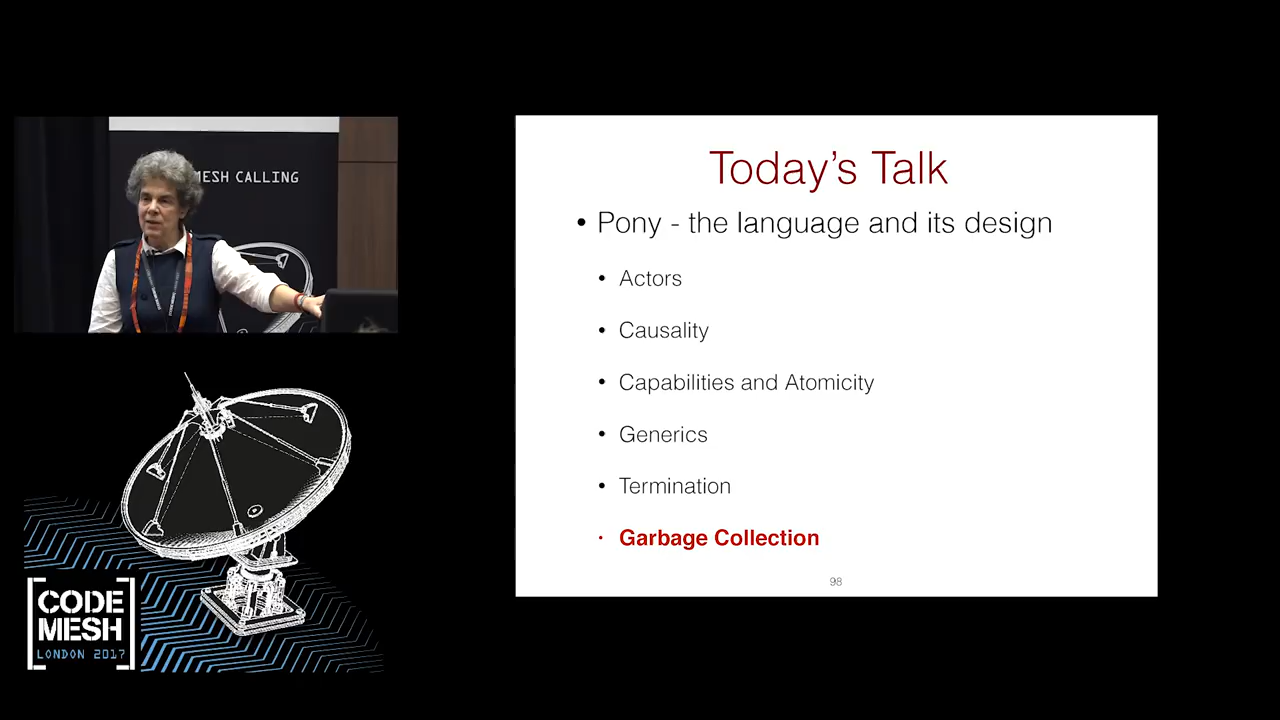 MESH CALLING
Today's Talk
• Pony - the language and its design
• Actors
• Causality
• Capabilities and Atomicity
• Generics
• Termination
• Garbage Collection
98
[CODE
MESH]
LONDON 2017